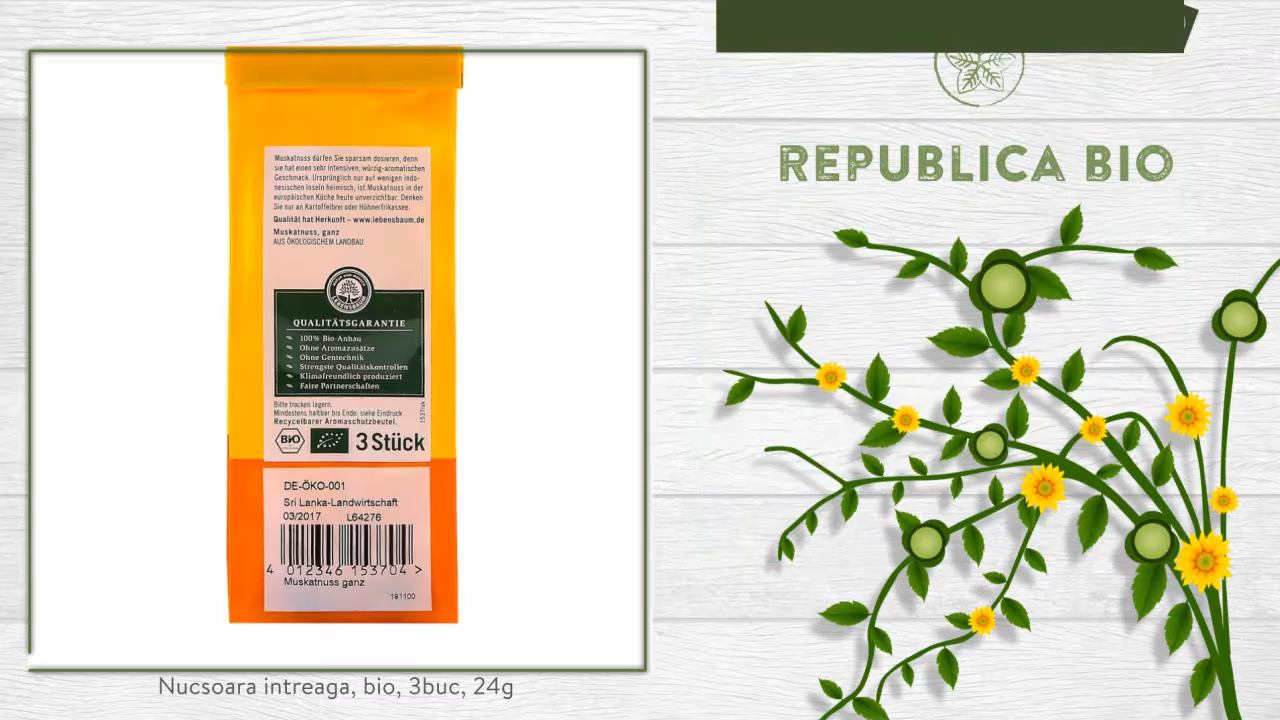 Muskatnuss dürfen Sie sparsam dosieren, denn
sie hat einen sehr intensiven, würzig-aromatischen
Geschmack. Ursprünglich nur auf wenigen indo-
nesischen Inseln heimisch, ist Muskatnuss in der
europäischen Küche heute unverzichtbar. Denken
Sie nur an Kartoffelbrei oder Hühnerfrikassee.
Qualität hat Herkunft – www.lebensbaum.de
Muskatnuss, ganz
AUS ÖKOLOGISCHEM LANDBAU
LEBENSBAUM
QUALITÄTSGARANTIE
100% Bio-Anbau
Ohne Aromazusätze
Ohne Gentechnik
Strengste Qualitätskontrollen
Klimafreundlich produziert
Faire Partnerschaften
Bitte trocken lagern.
Mindestens haltbar bis Ende: siehe Eindruck
Recycelbarer Aromaschutzbeutel.
BiO
3 Stück
DE-ÖKO-001
Sri Lanka-Landwirtschaft
03/2017 L64276
4 012346 153704 >
Muskatnuss ganz
191100
REPUBLICA BIO
Nucsoara intreaga, bio, 3buc, 24g